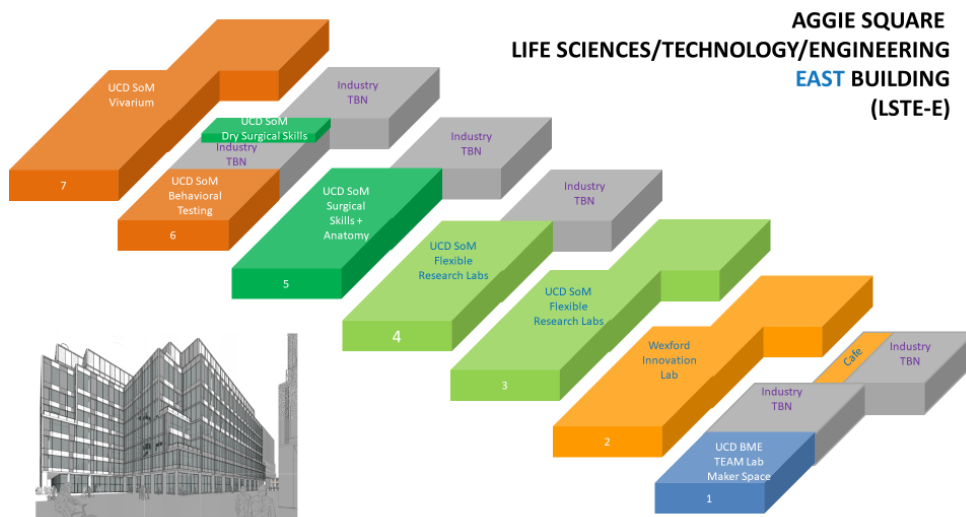 AGGIE SQUARE
LIFE SCIENCES/TECHNOLOGY/ENGINEERING
EAST BUILDING
(LSTE-E)
UCD SoM
Vivarium
7
Industry
TBN
UCD SoM
Dry Surgical Skills
Industry
TBN
UCD SoM
Behavioral
Testing
6
Industry
TBN
UCD SoM
Surgical
Skills +
Anatomy
5
Industry
TBN
UCD SoM
Flexible
Research Labs
4
UCD SoM
Flexible
Research Labs
3
Wexford
Innovation
Lab
2
Cafe
Industry
TBN
Industry
TBN
UCD BME
TEAM Lab
Maker Space
1